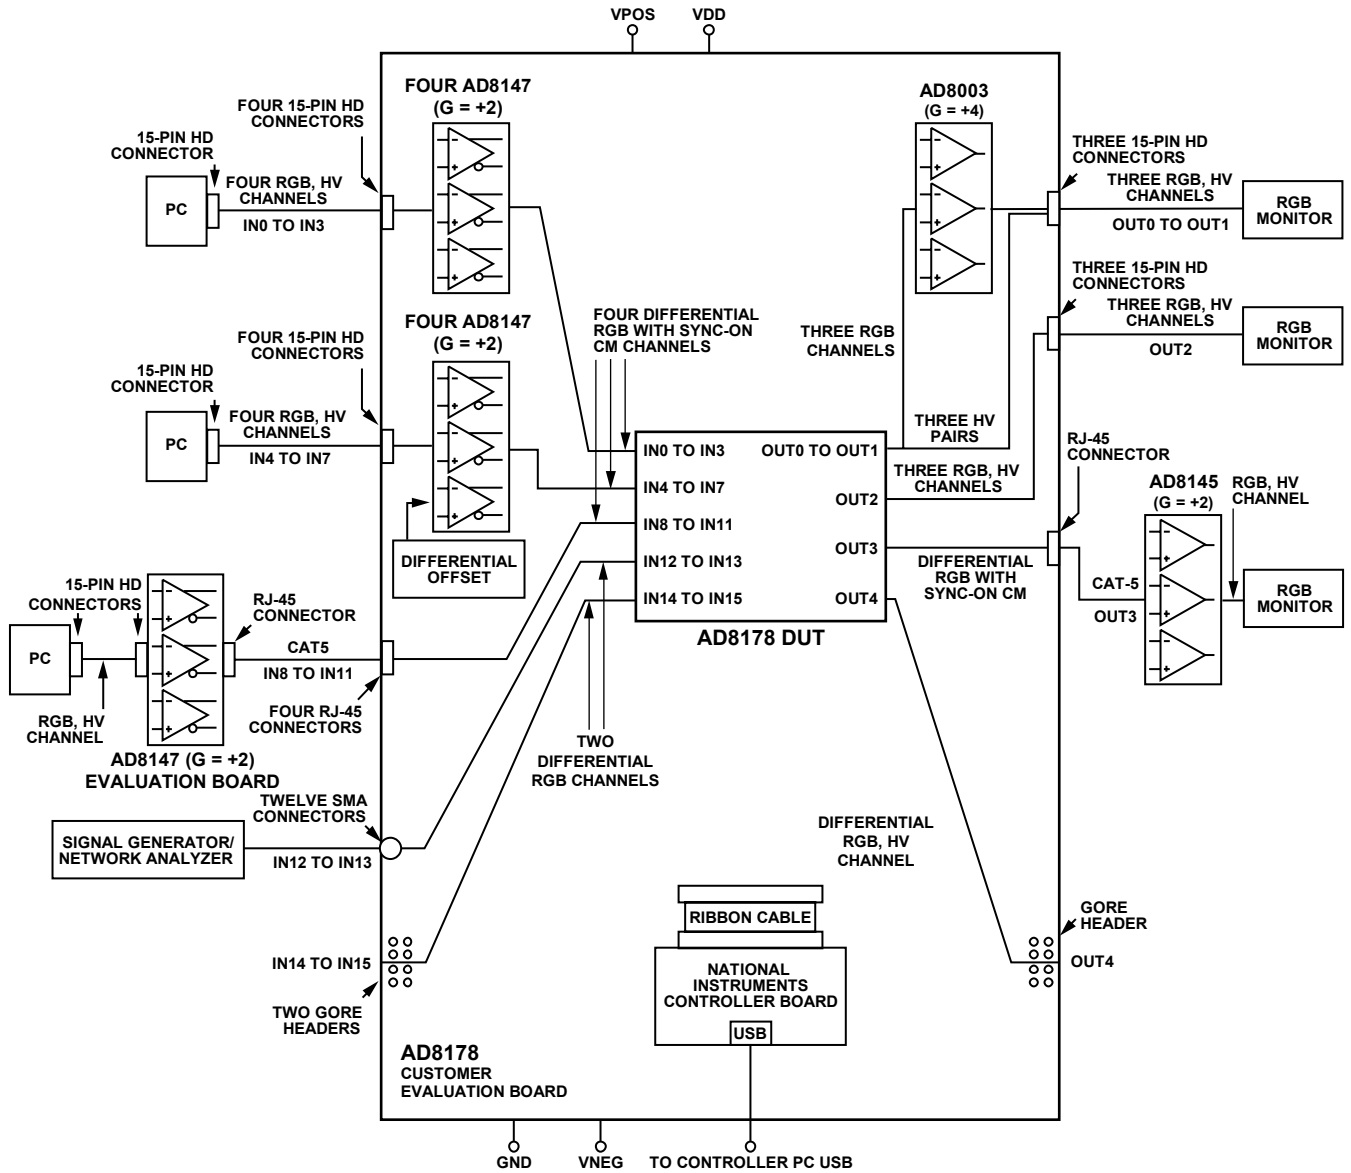 VPOS
VDD
FOUR AD8147
(G = +2)
AD8003
(G = +4)
FOUR 15-PIN HD
CONNECTORS
15-PIN HD
CONNECTOR
PC
FOUR RGB, HV
CHANNELS
IN0 TO IN3
THREE 15-PIN HD
CONNECTORS
THREE RGB, HV
CHANNELS
OUT0 TO OUT1
RGB
MONITOR
THREE 15-PIN HD
CONNECTORS
THREE RGB, HV
CHANNELS
OUT2
RGB
MONITOR
FOUR AD8147
(G = +2)
FOUR DIFFERENTIAL
RGB WITH SYNC-ON
CM CHANNELS
THREE RGB
CHANNELS
FOUR 15-PIN HD
CONNECTORS
15-PIN HD
CONNECTOR
PC
FOUR RGB, HV
CHANNELS
IN4 TO IN7
THREE HV
PAIRS
THREE RGB, HV
CHANNELS
IN0 TO IN3
OUT0 TO OUT1
IN4 TO IN7
OUT2
IN8 TO IN11
OUT3
IN12 TO IN13
IN14 TO IN15
OUT4
AD8178 DUT
RJ-45
CONNECTOR
AD8145
(G = +2)
RGB, HV
CHANNEL
DIFFERENTIAL
OFFSET
DIFFERENTIAL
RGB WITH
SYNC-ON CM
CAT-5
OUT3
RGB
MONITOR
15-PIN HD
CONNECTORS
RJ-45
CONNECTOR
PC
CAT5
IN8 TO IN11
RGB, HV
CHANNEL
FOUR RJ-45
CONNECTORS
AD8147 (G = +2)
EVALUATION BOARD
TWO
DIFFERENTIAL
RGB CHANNELS
TWELVE SMA
CONNECTORS
SIGNAL GENERATOR/
NETWORK ANALYZER
IN12 TO IN13
DIFFERENTIAL
RGB, HV
CHANNEL
RIBBON CABLE
GORE
HEADER
IN14 TO IN15
OUT4
NATIONAL
INSTRUMENTS
CONTROLLER BOARD
USB
TWO GORE
HEADERS
AD8178
CUSTOMER
EVALUATION BOARD
GND
VNEG
TO CONTROLLER PC USB